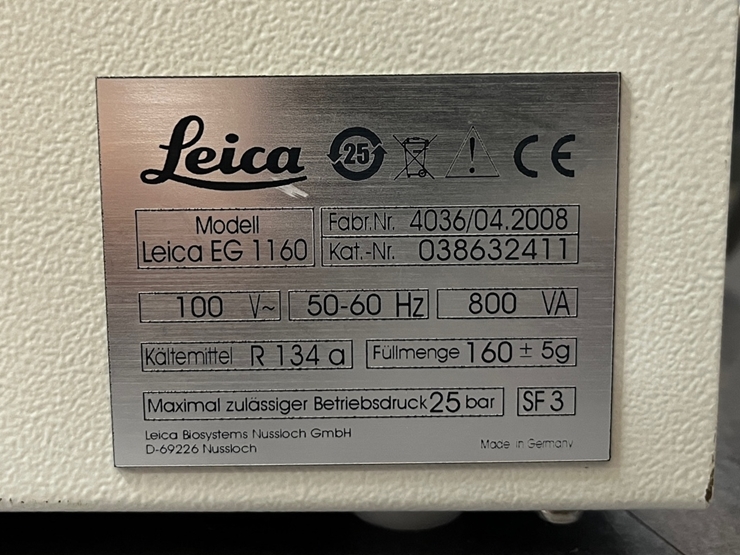 Leica 25 CE
Modell
Leica EG 1160
Fabr.Nr. 4036/04.2008
Kat.-Nr. 038632411
100 V~ 50-60 Hz 800 VA
Kältemittel R 134 a Füllmenge 160 ± 5g
Maximal zulässiger Betriebsdruck 25 bar SF 3
Leica Biosystems Nussloch GmbH
D-69226 Nussloch
Made in Germany